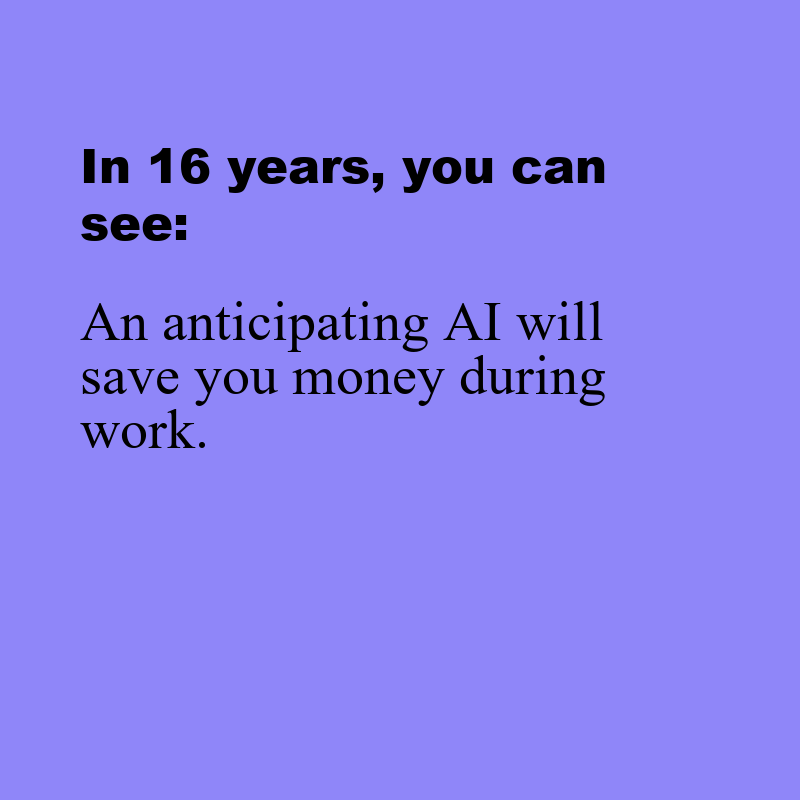 In 16 years, you can
see:
An anticipating AI will
save you money during
work.